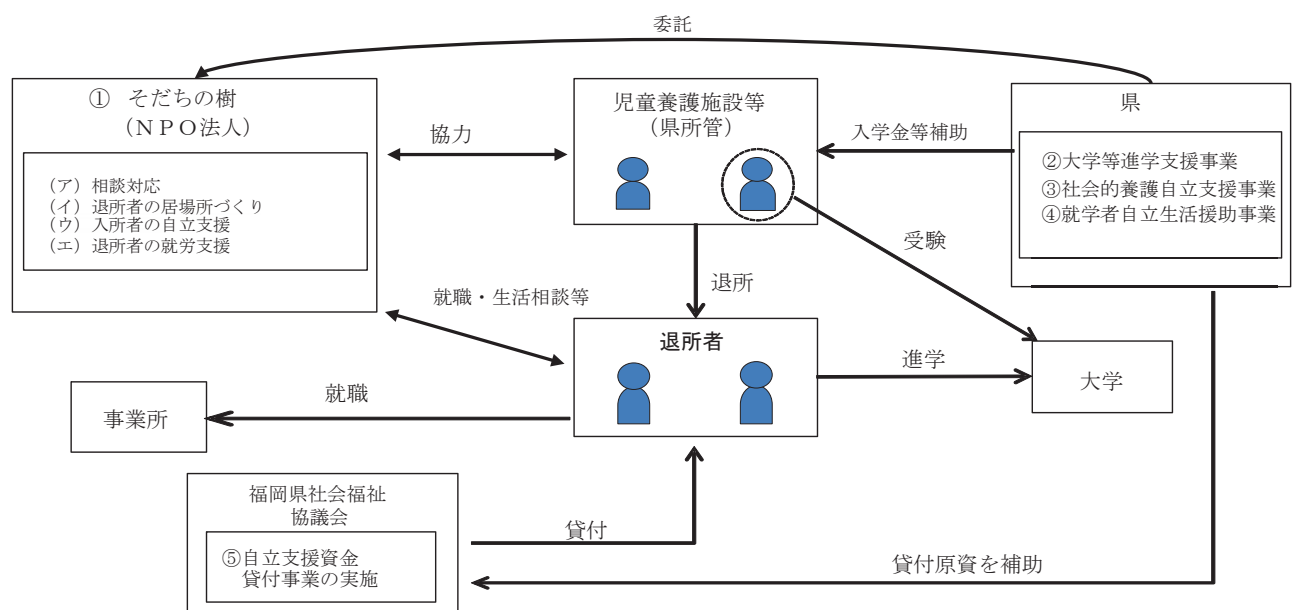 委託
① そだちの樹
（ＮＰＯ法人）
（ア）相談対応
（イ）退所者の居場所づくり
（ウ）入所者の自立支援
（エ）退所者の就労支援
協力
児童養護施設等
（県所管）
入学金等補助
県
②大学等進学支援事業
③社会的養護自立支援事業
④就学者自立生活援助事業
受験
退所
就職・生活相談等
退所者
進学
大学
就職
事業所
福岡県社会福祉
協議会
⑤自立支援資金
貸付事業の実施
貸付
貸付原資を補助